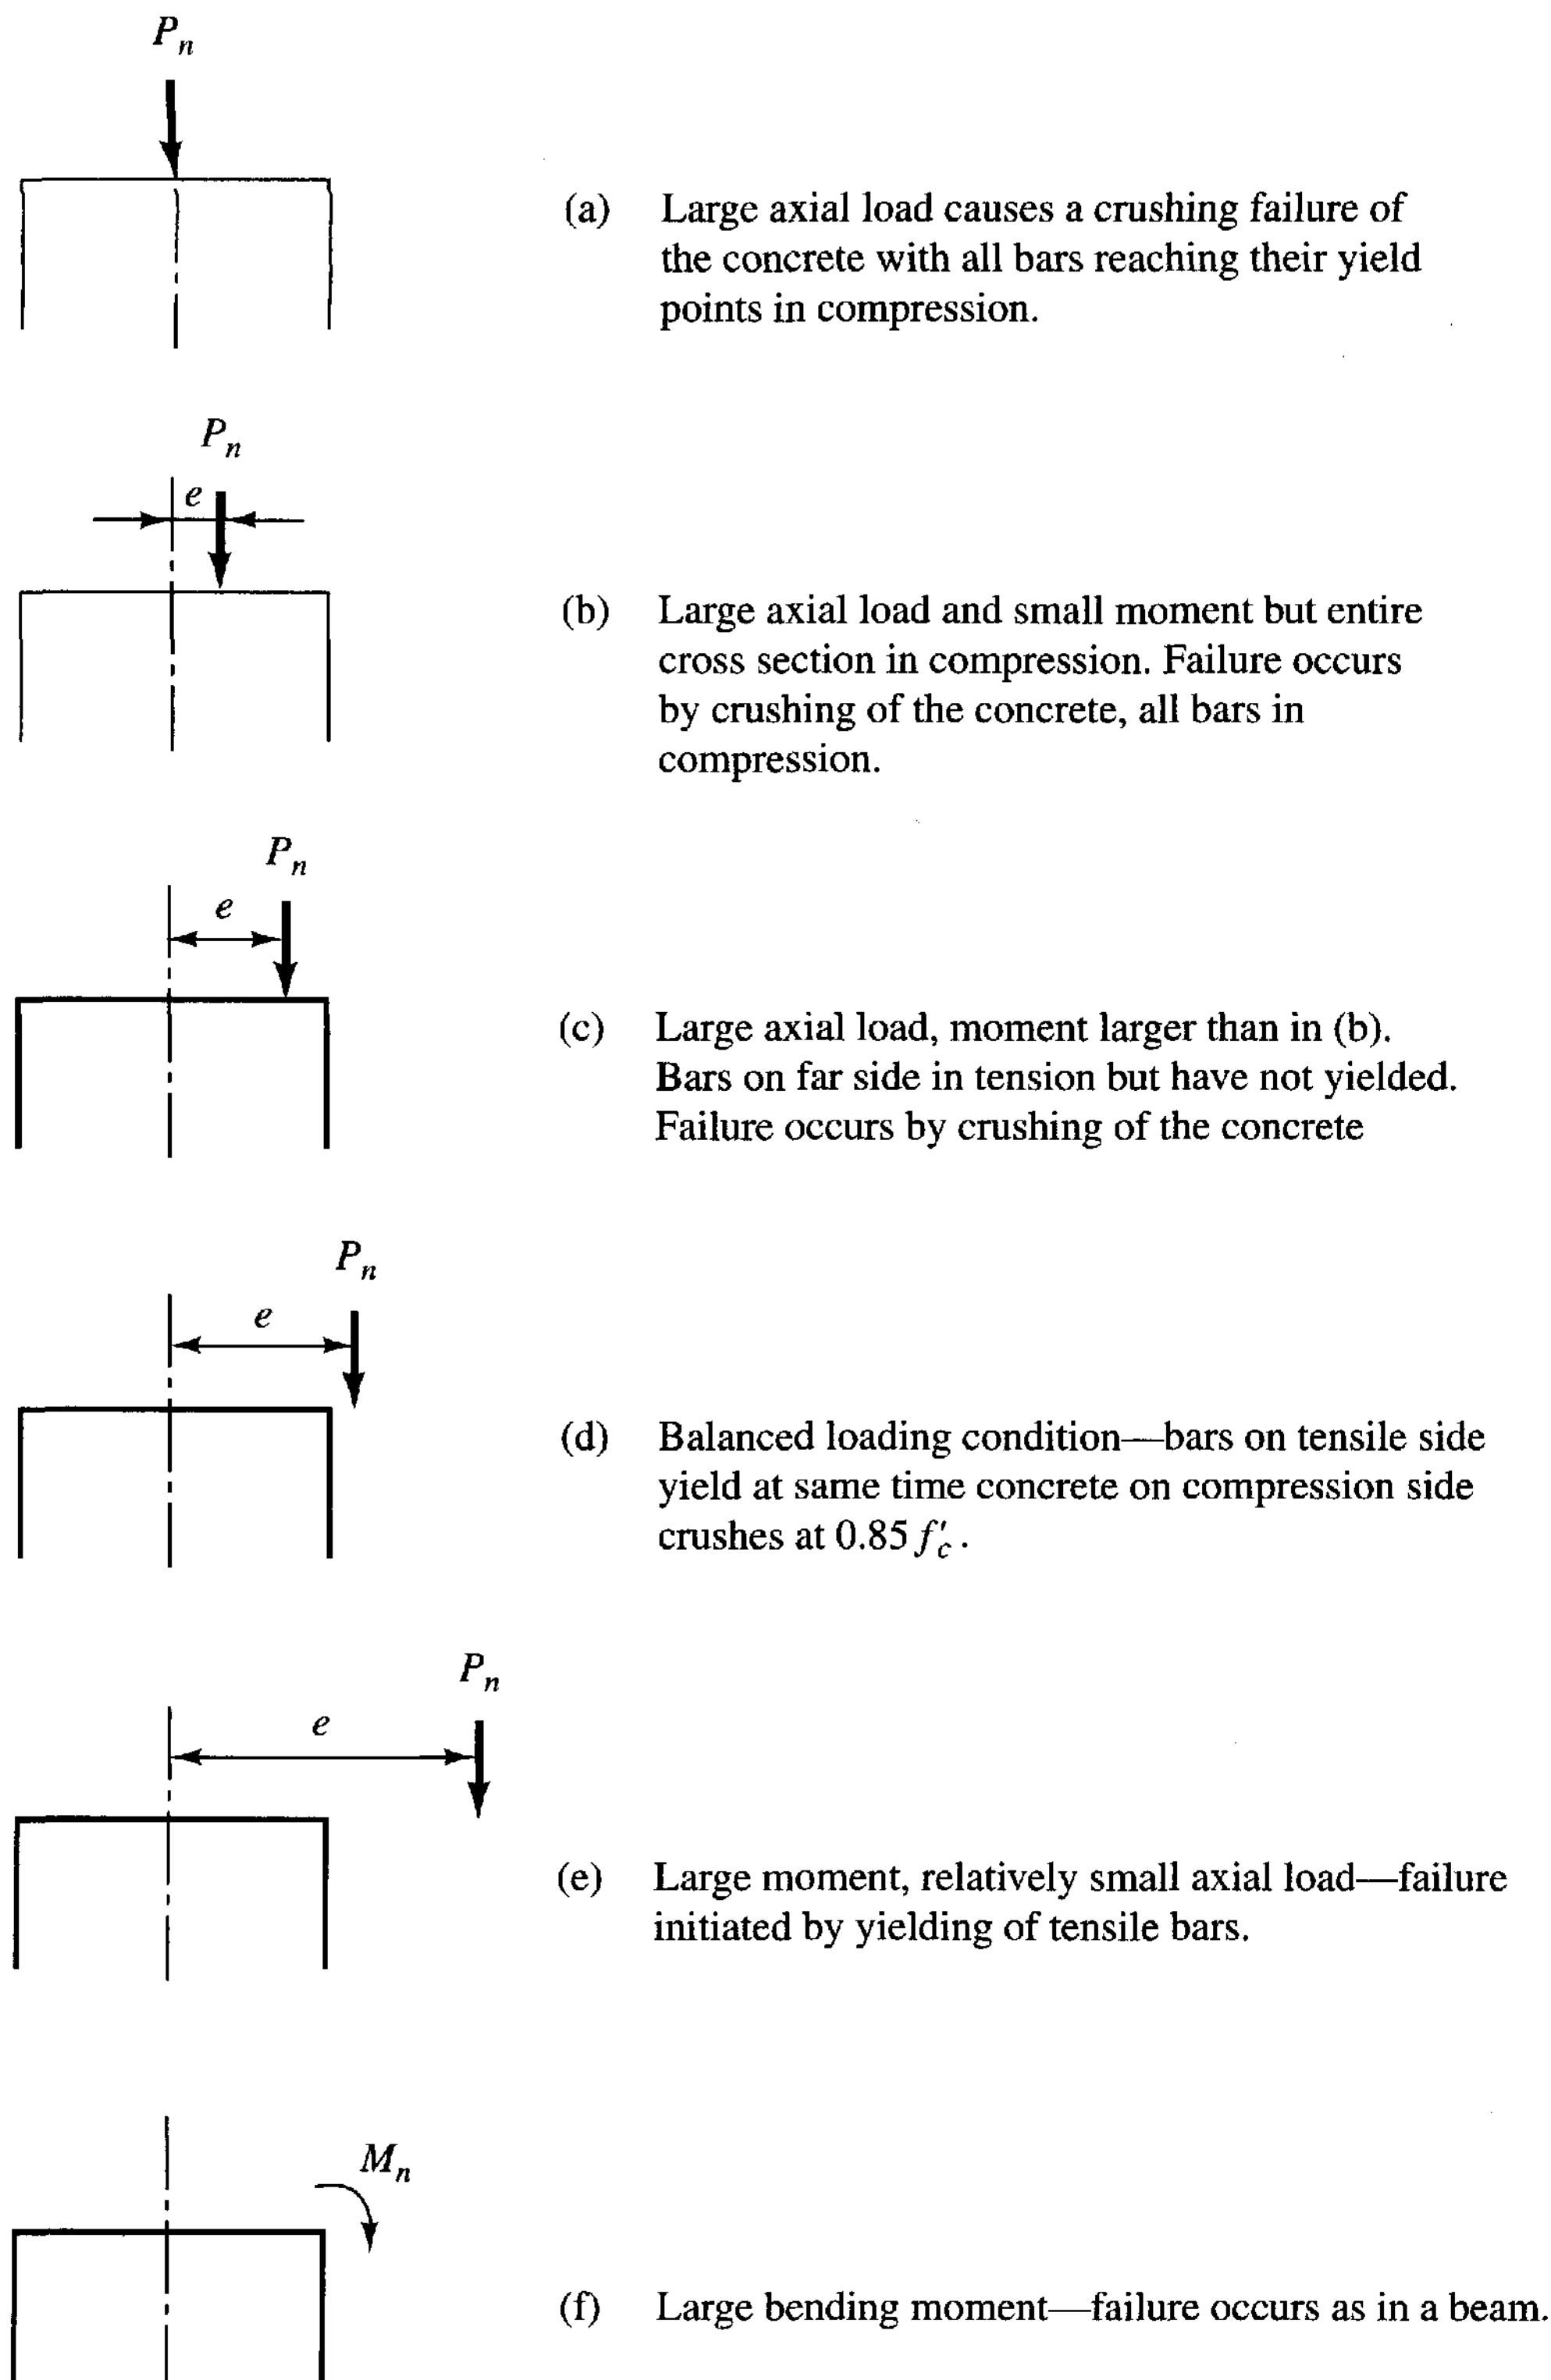 P_n
(a) Large axial load causes a crushing failure of
the concrete with all bars reaching their yield
points in compression.
P_n
e
(b) Large axial load and small moment but entire
cross section in compression. Failure occurs
by crushing of the concrete, all bars in
compression.
P_n
e
(c) Large axial load, moment larger than in (b).
Bars on far side in tension but have not yielded.
Failure occurs by crushing of the concrete
P_n
e
(d) Balanced loading condition—bars on tensile side
yield at same time concrete on compression side
crushes at 0.85 f′_c .
P_n
e
(e) Large moment, relatively small axial load—failure
initiated by yielding of tensile bars.
M_n
(f) Large bending moment—failure occurs as in a beam.